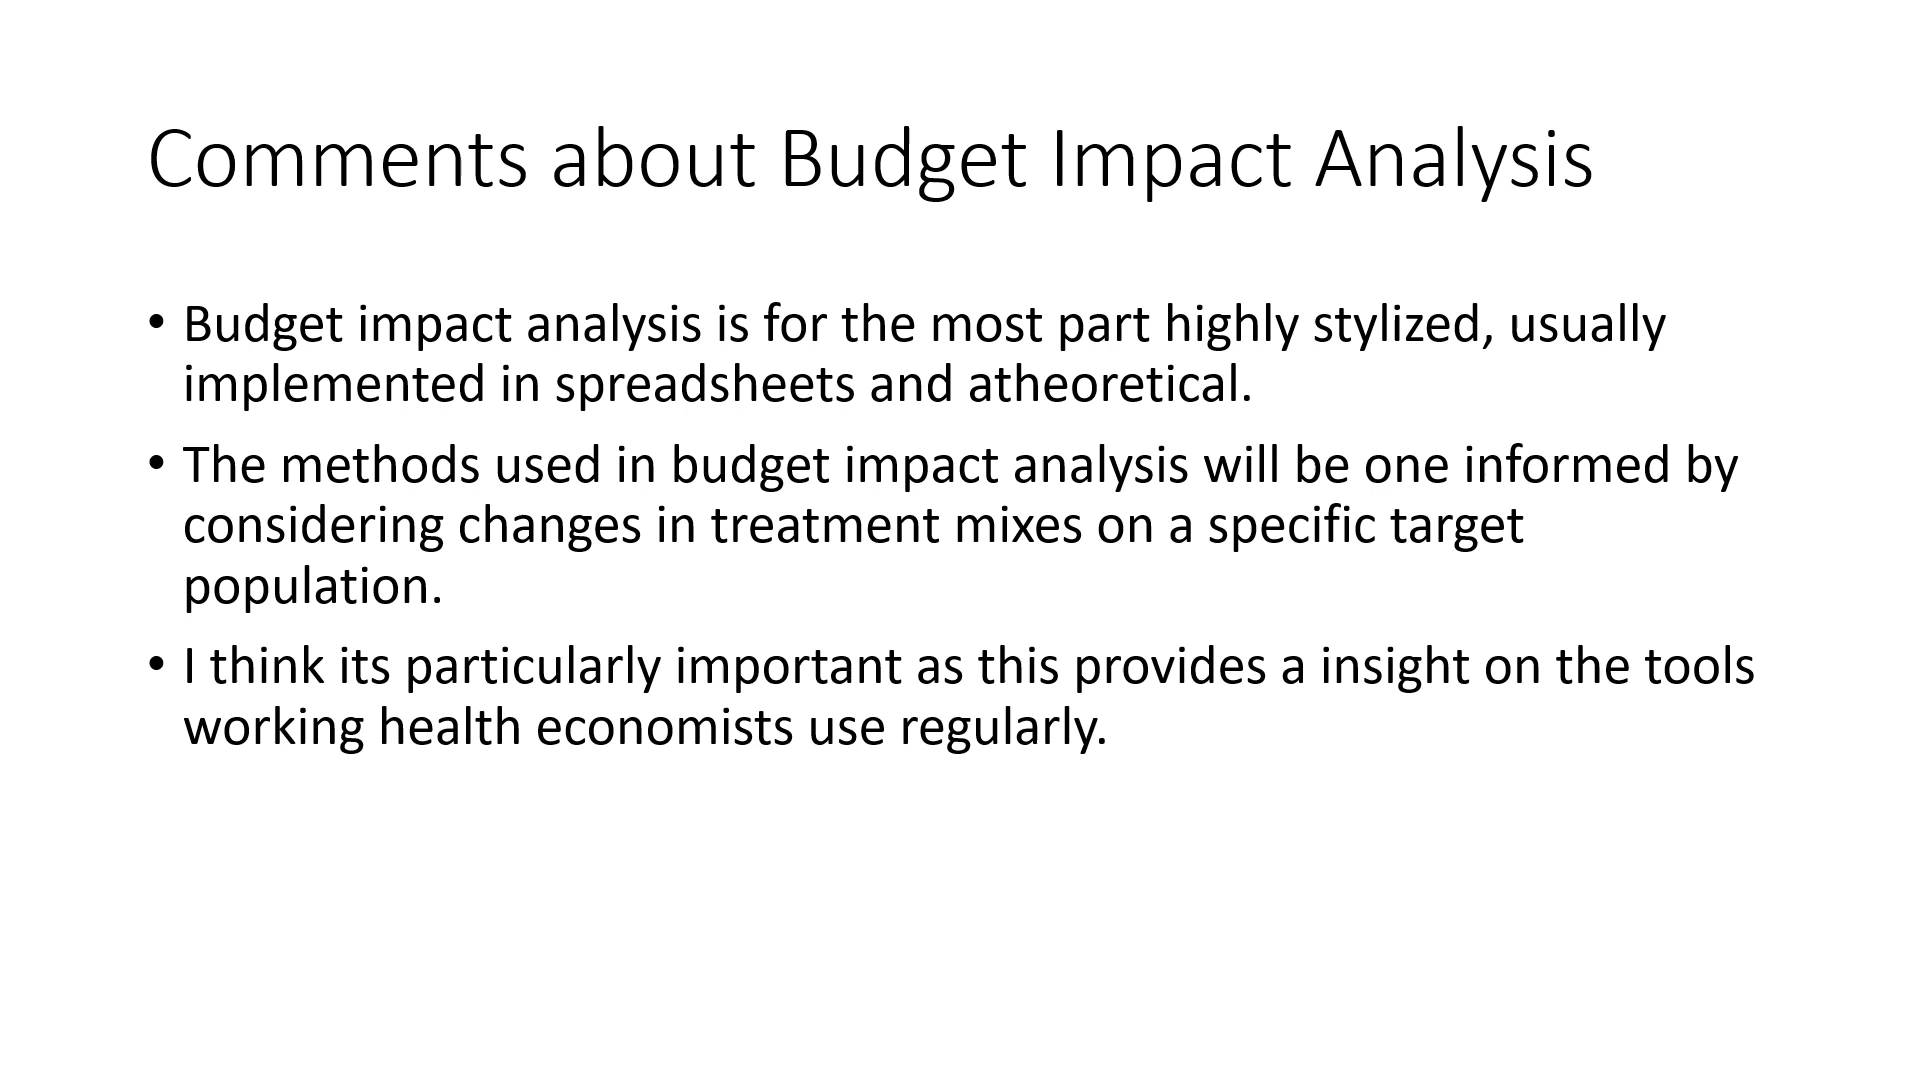 Comments about Budget Impact Analysis
• Budget impact analysis is for the most part highly stylized, usually
implemented in spreadsheets and atheoretical.
• The methods used in budget impact analysis will be one informed by
considering changes in treatment mixes on a specific target
population.
• I think its particularly important as this provides a insight on the tools
working health economists use regularly.